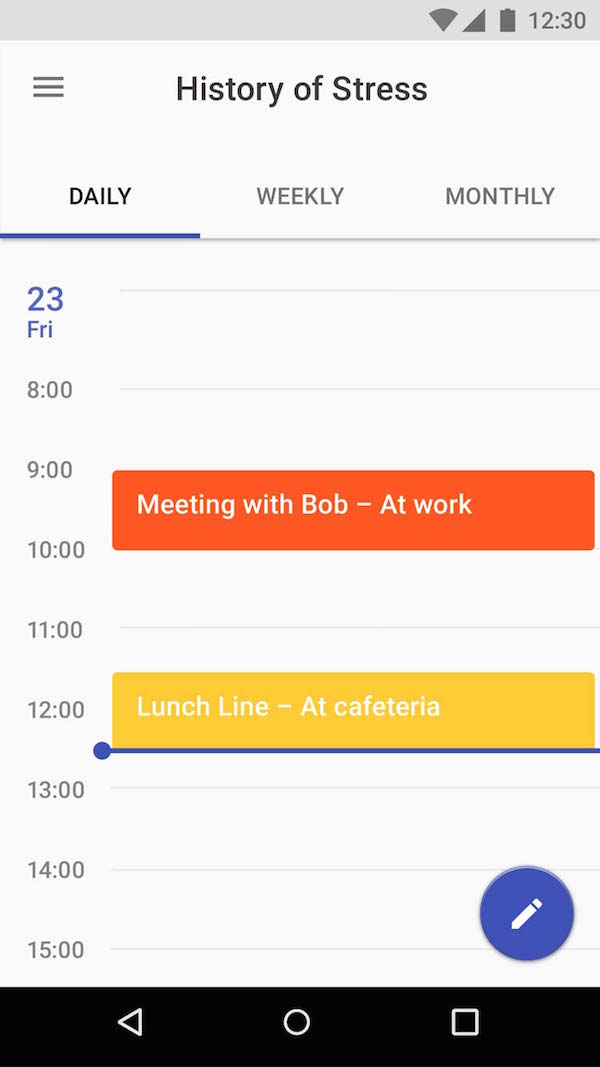 12:30
History of Stress
DAILY WEEKLY MONTHLY
23
Fri
8:00
9:00
Meeting with Bob – At work
10:00
11:00
Lunch Line – At cafeteria
12:00
13:00
14:00
15:00